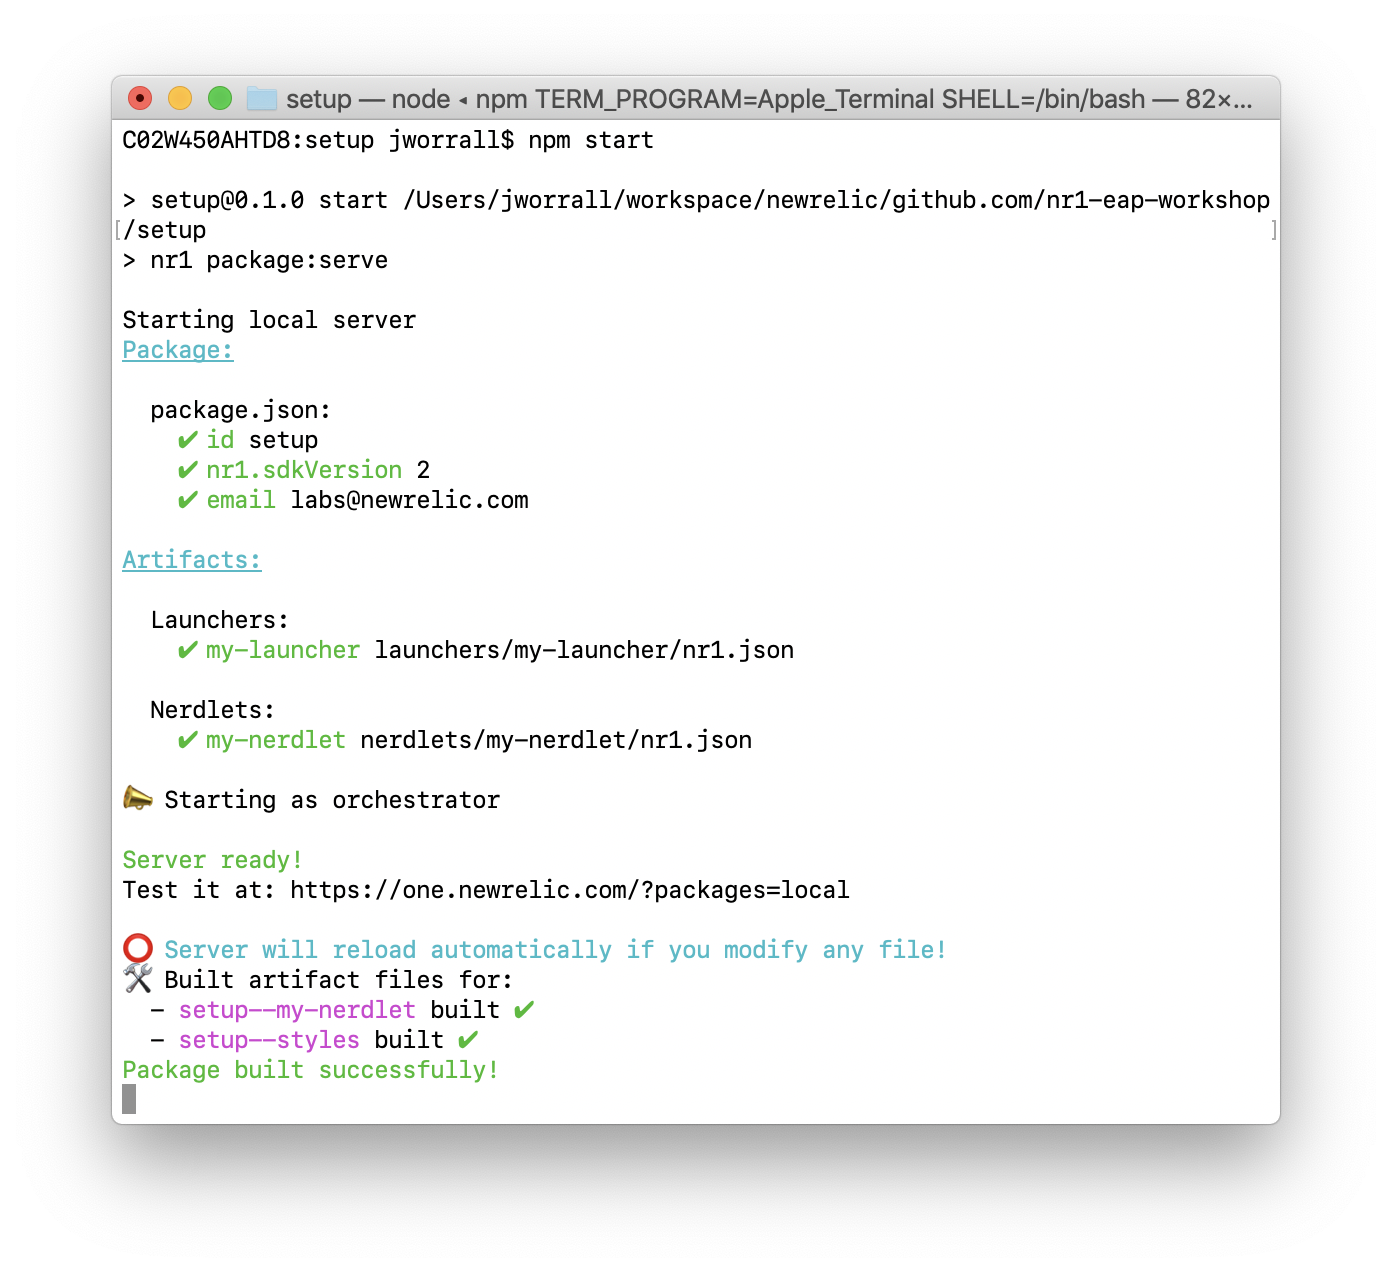 setup — node ◂ npm TERM_PROGRAM=Apple_Terminal SHELL=/bin/bash — 82×...
C02W450AHTD8:setup jworrall$ npm start
> setup@0.1.0 start /Users/jworrall/workspace/newrelic/github.com/nr1-eap-workshop
[/setup ]
> nr1 package:serve
Starting local server
Package:
package.json:
✔ id setup
✔ nr1.sdkVersion 2
✔ email labs@newrelic.com
Artifacts:
Launchers:
✔ my-launcher launchers/my-launcher/nr1.json
Nerdlets:
✔ my-nerdlet nerdlets/my-nerdlet/nr1.json
📣 Starting as orchestrator
Server ready!
Test it at: https://one.newrelic.com/?packages=local
⭕ Server will reload automatically if you modify any file!
🛠 Built artifact files for:
– setup--my-nerdlet built ✔
– setup--styles built ✔
Package built successfully!